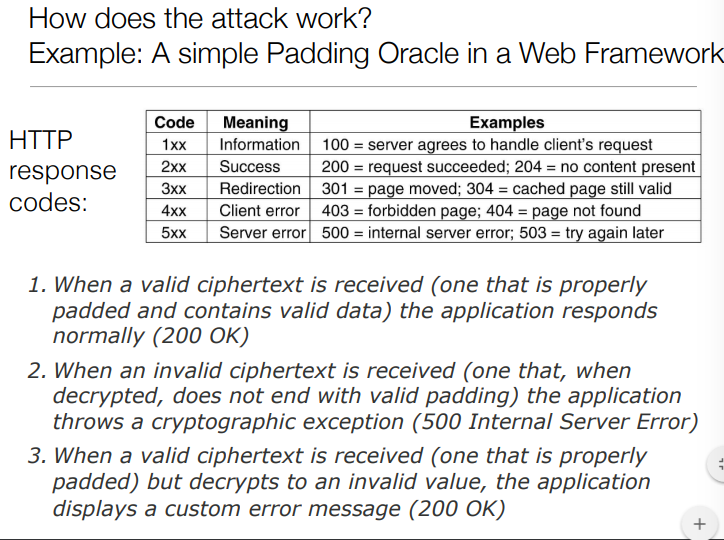 How does the attack work?
Example: A simple Padding Oracle in a Web Framework
HTTP
response
codes:
Code Meaning Examples
1xx Information 100 = server agrees to handle client's request
2xx Success 200 = request succeeded; 204 = no content present
3xx Redirection 301 = page moved; 304 = cached page still valid
4xx Client error 403 = forbidden page; 404 = page not found
5xx Server error 500 = internal server error; 503 = try again later
1. When a valid ciphertext is received (one that is properly
padded and contains valid data) the application responds
normally (200 OK)
2. When an invalid ciphertext is received (one that, when
decrypted, does not end with valid padding) the application
throws a cryptographic exception (500 Internal Server Error)
3. When a valid ciphertext is received (one that is properly
padded) but decrypts to an invalid value, the application
displays a custom error message (200 OK)
+